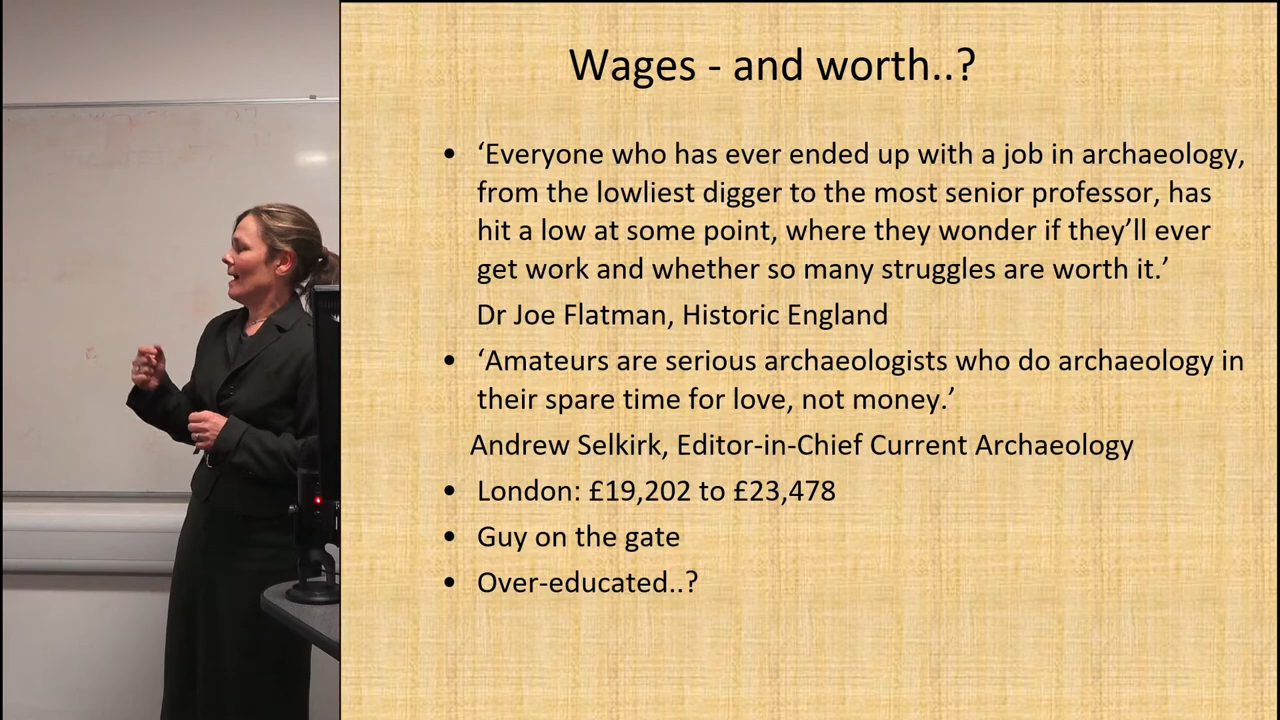 Wages - and worth..?
• ‘Everyone who has ever ended up with a job in archaeology,
from the lowliest digger to the most senior professor, has
hit a low at some point, where they wonder if they’ll ever
get work and whether so many struggles are worth it.’
Dr Joe Flatman, Historic England
• ‘Amateurs are serious archaeologists who do archaeology in
their spare time for love, not money.’
Andrew Selkirk, Editor-in-Chief Current Archaeology
• London: £19,202 to £23,478
• Guy on the gate
• Over-educated..?